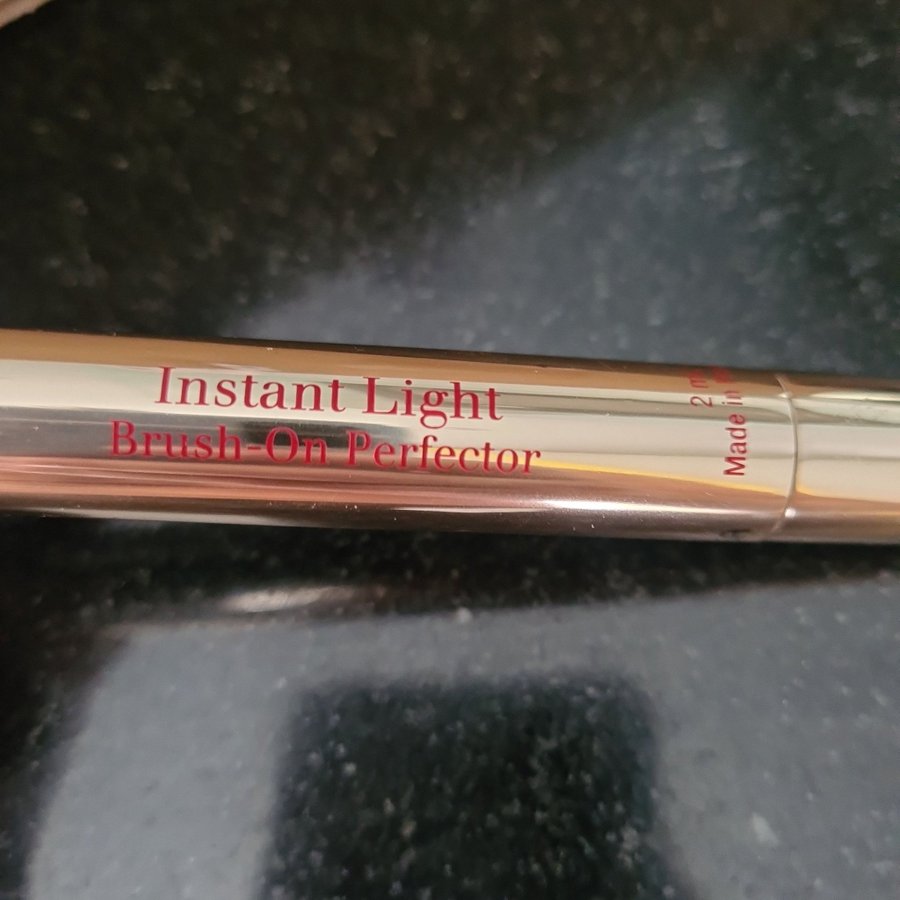 Instant Light
Brush-On Perfector
2 m
Made in